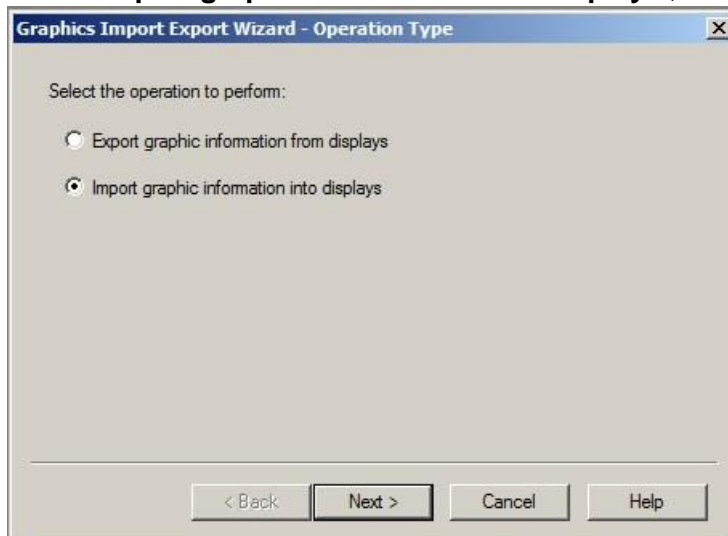 Graphics Import Export Wizard - Operation Type
Select the operation to perform:
Export graphic information from displays
Import graphic information into displays
< Back Next > Cancel Help